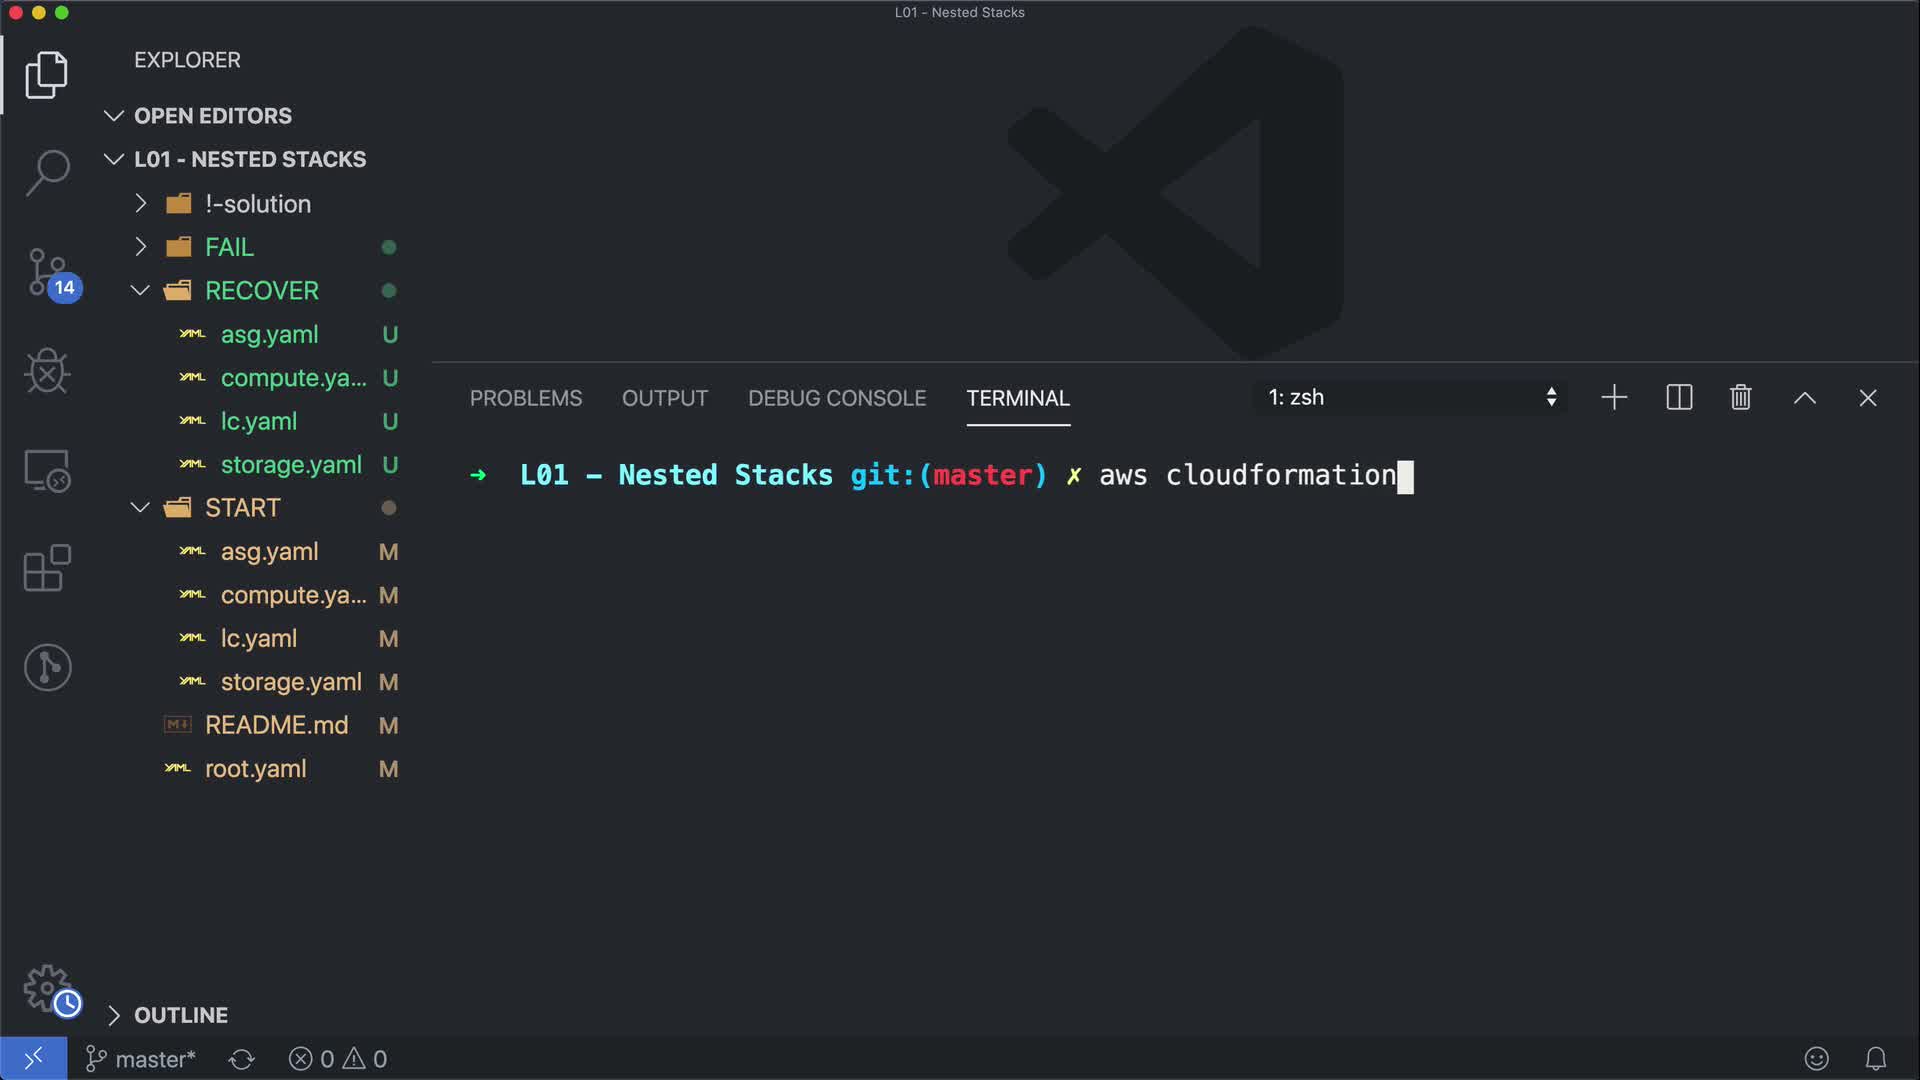 L01 - Nested Stacks
EXPLORER
OPEN EDITORS
L01 - NESTED STACKS
!-solution
FAIL
RECOVER
asg.yaml U
compute.ya... U
lc.yaml U
storage.yaml U
START
asg.yaml M
compute.ya... M
lc.yaml M
storage.yaml M
README.md M
root.yaml M
OUTLINE
14
PROBLEMS OUTPUT DEBUG CONSOLE TERMINAL 1: zsh
➜ L01 - Nested Stacks git:(master) ✗ aws cloudformation
master* 0 0